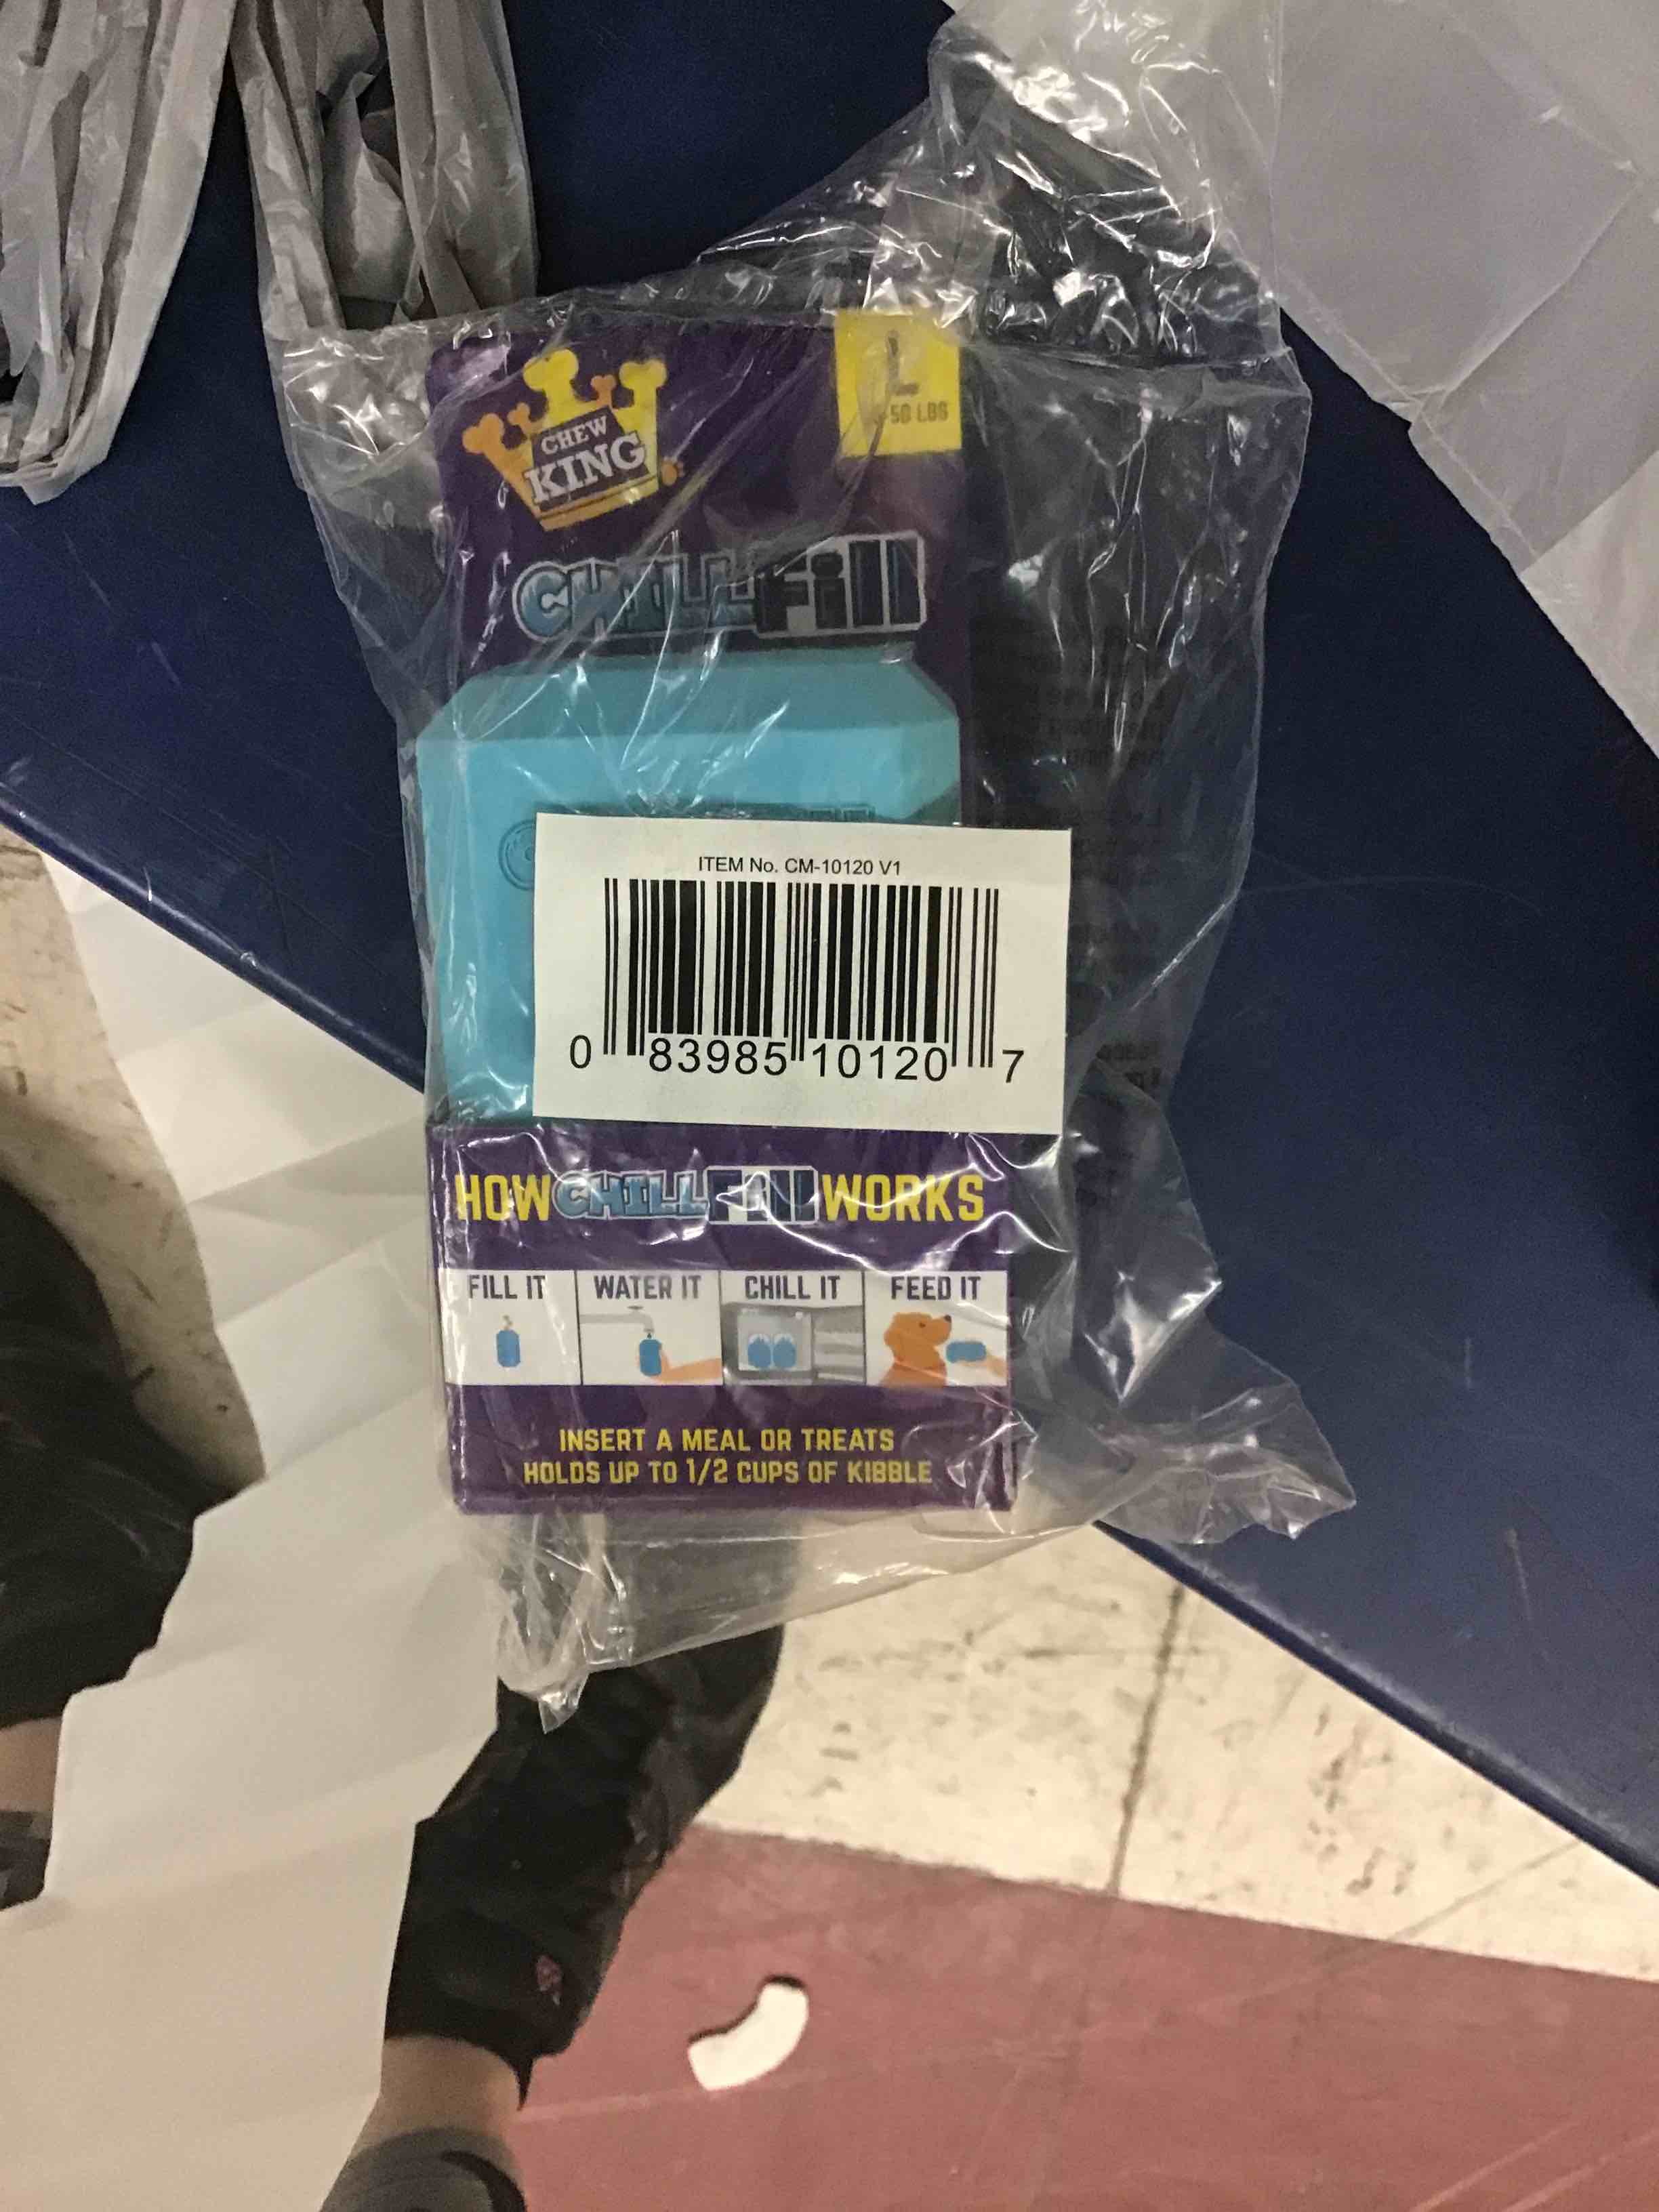 CHEW
KING
L
50 LBS
CHILL Fill
ITEM No. CM-10120 V1
0 83985 10120 7
HOW CHILL Fill WORKS
FILL IT WATER IT CHILL IT FEED IT
INSERT A MEAL OR TREATS
HOLDS UP TO 1/2 CUPS OF KIBBLE